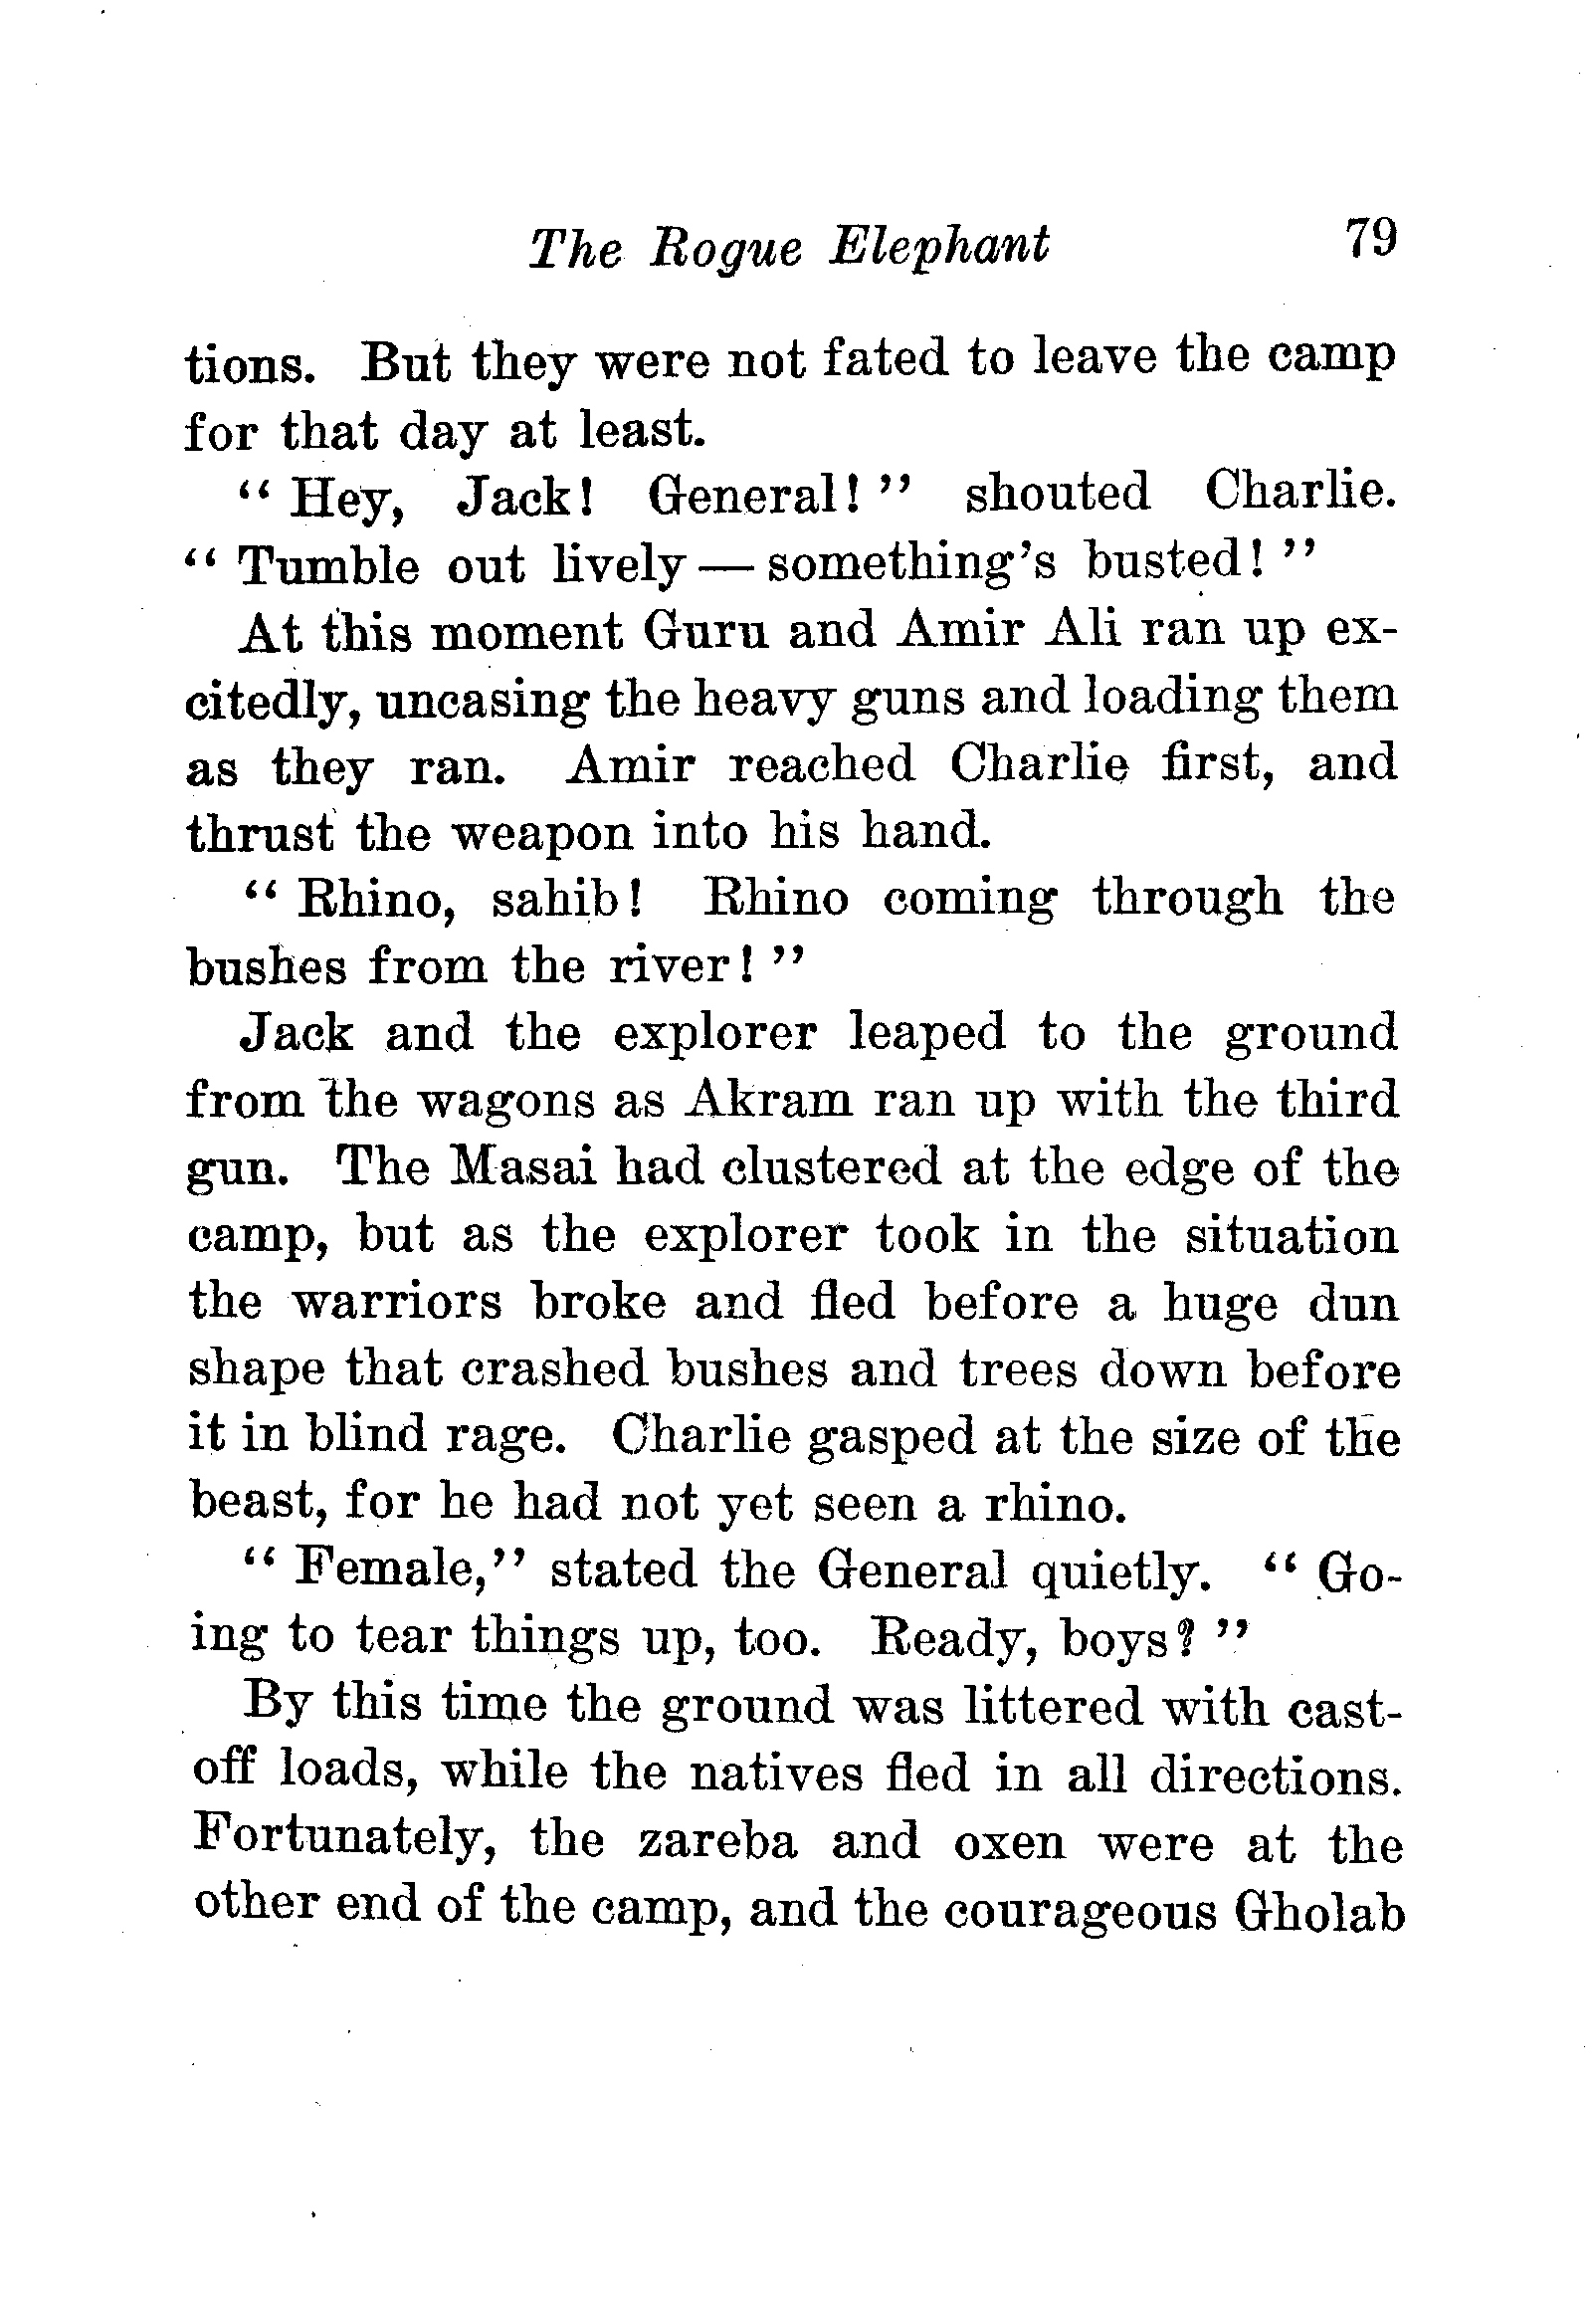 The Rogue Elephant 79
tions. But they were not fated to leave the camp
for that day at least.
“ Hey, Jack! General! ” shouted Charlie.
“ Tumble out lively — something’s busted! ”
At this moment Guru and Amir Ali ran up ex-
citedly, uncasing the heavy guns and loading them
as they ran. Amir reached Charlie first, and
thrust the weapon into his hand.
“ Rhino, sahib! Rhino coming through the
bushes from the river! ”
Jack and the explorer leaped to the ground
from the wagons as Akram ran up with the third
gun. The Masai had clustered at the edge of the
camp, but as the explorer took in the situation
the warriors broke and fled before a huge dun
shape that crashed bushes and trees down before
it in blind rage. Charlie gasped at the size of the
beast, for he had not yet seen a rhino.
“ Female,” stated the General quietly. “ Go-
ing to tear things up, too. Ready, boys? ”
By this time the ground was littered with cast-
off loads, while the natives fled in all directions.
Fortunately, the zareba and oxen were at the
other end of the camp, and the courageous Gholab